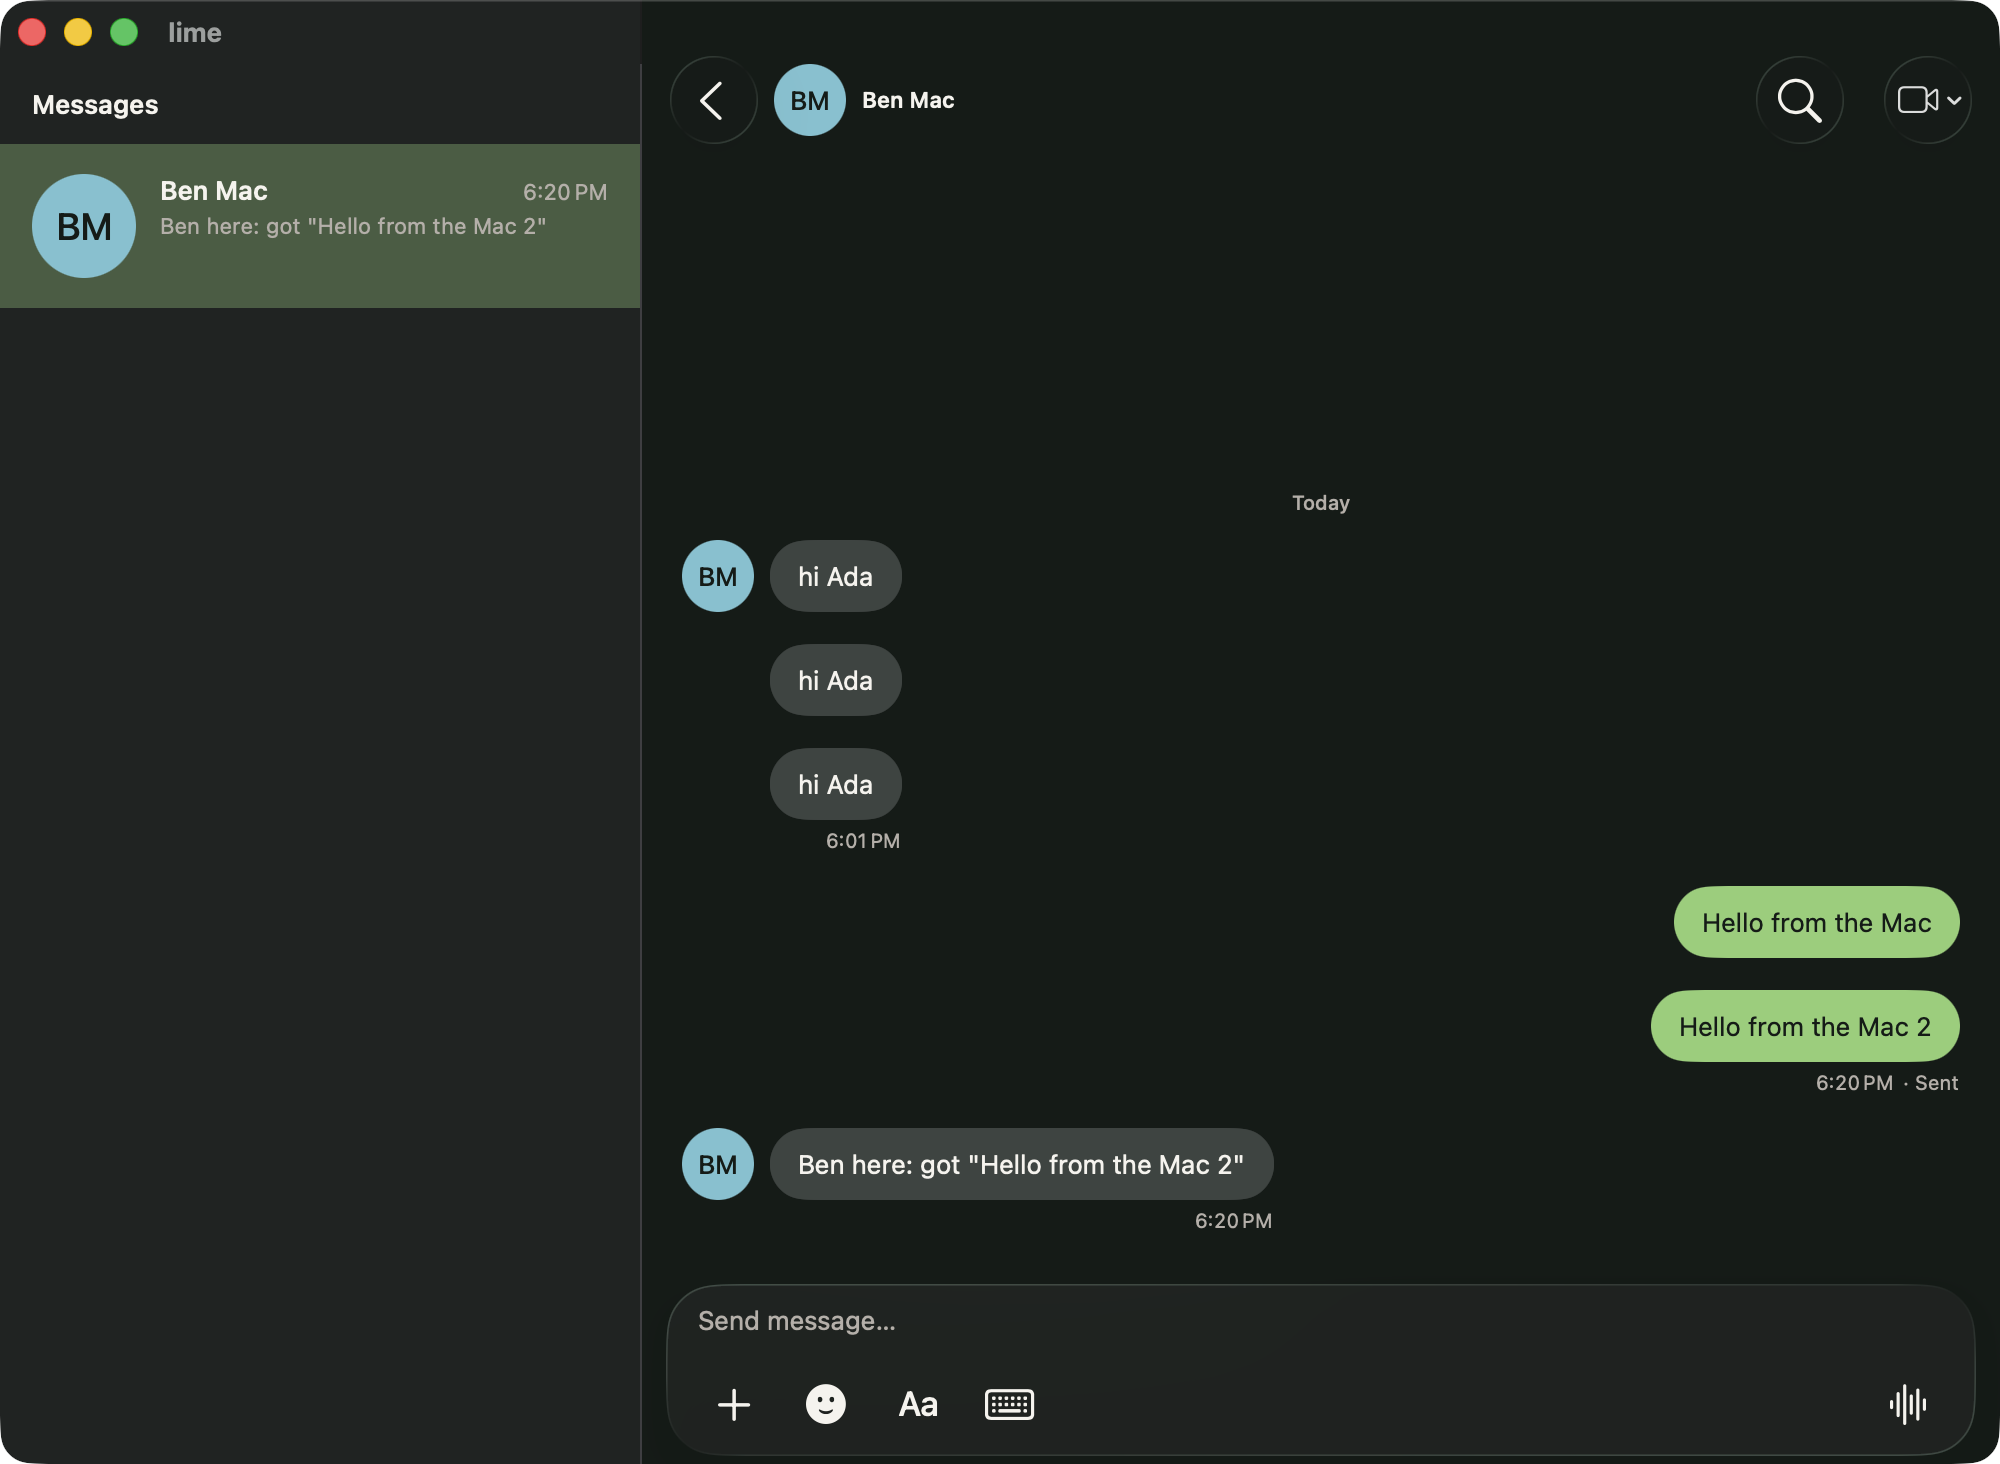 lime
Messages
BM
Ben Mac
6:20 PM
Ben here: got "Hello from the Mac 2"
BM
Ben Mac
Today
BM
hi Ada
hi Ada
hi Ada
6:01 PM
Hello from the Mac
Hello from the Mac 2
6:20 PM · Sent
BM
Ben here: got "Hello from the Mac 2"
6:20 PM
Send message...
Aa